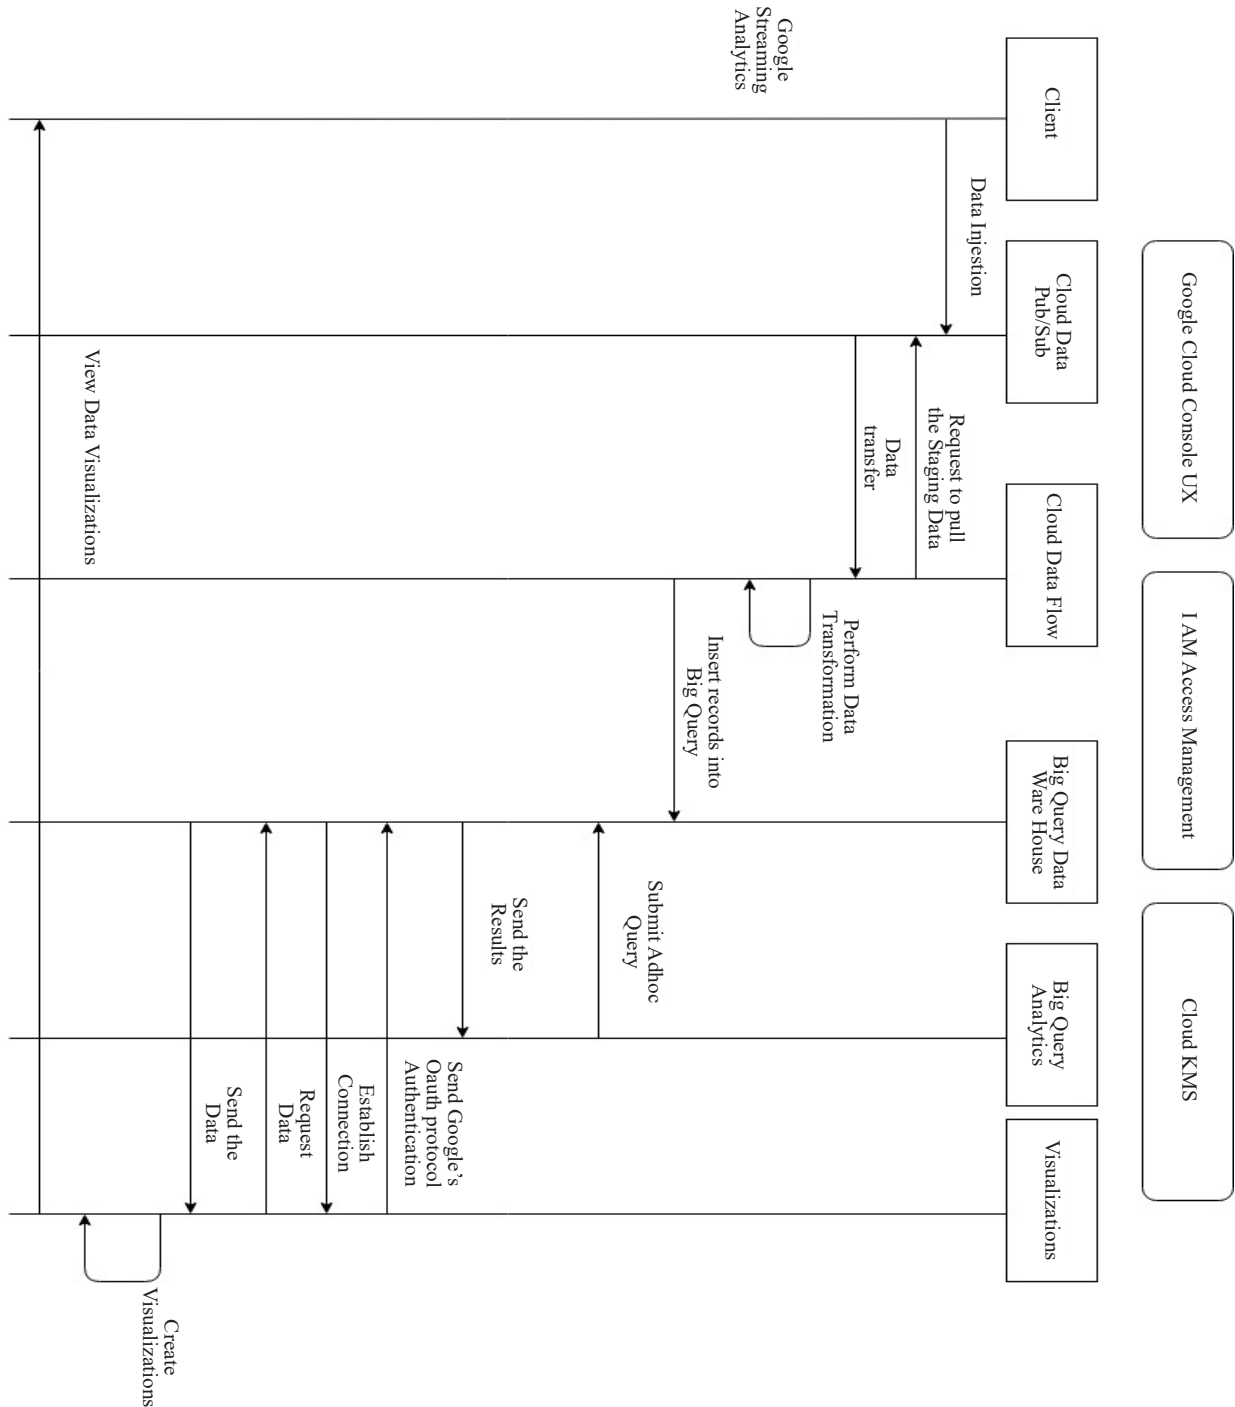 Google Cloud Console UX
I AM Access Management
Cloud KMS
Client
Cloud Data
Pub/Sub
Cloud Data Flow
Big Query Data
Ware House
Big Query
Analytics
Visualizations
Data Injestion
Request to pull
the Staging Data
Data
transfer
Perform Data
Transformation
Google
Streaming
Analytics
Insert records into
Big Query
Submit Adhoc
Query
Send the
Results
Send Google's
Oauth protocol
Authentication
Establish
Connection
Request
Data
Send the
Data
Create
Visualizations
View Data Visualizations